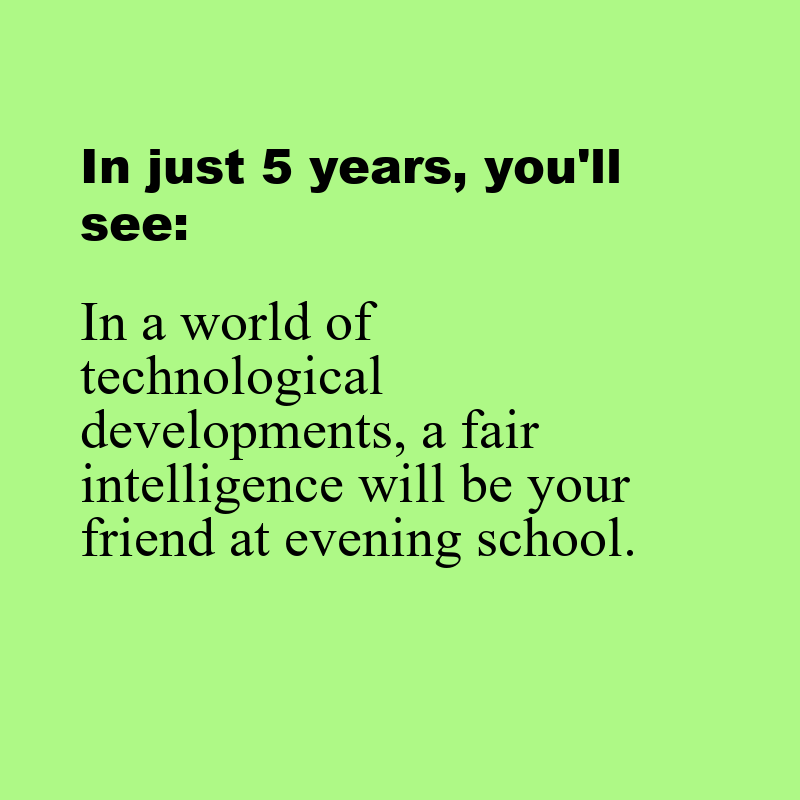 In just 5 years, you'll
see:
In a world of
technological
developments, a fair
intelligence will be your
friend at evening school.